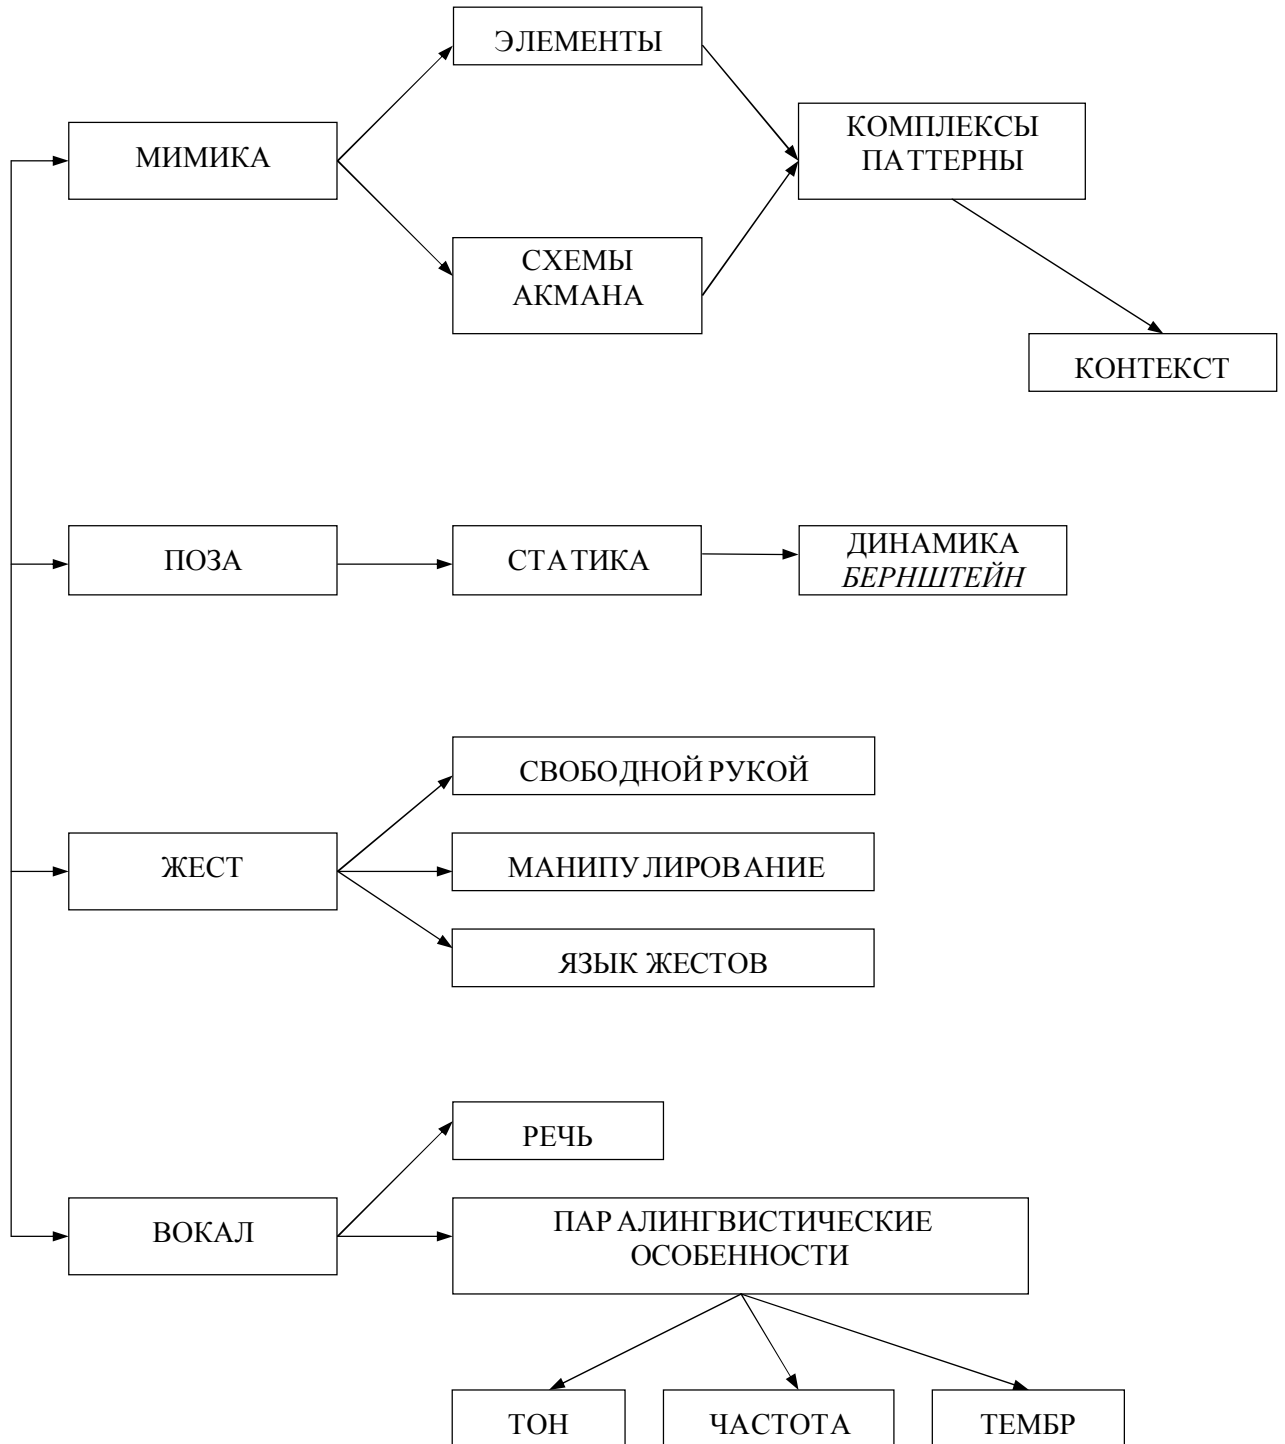 ЭЛЕМЕНТЫ
КОМПЛЕКСЫ
ПАТТЕРНЫ
МИМИКА
СХЕМЫ
АКМАНА
КОНТЕКСТ
ПОЗА
СТАТИКА
ДИНАМИКА
БЕРНШТЕЙН
СВОБОДНОЙ РУКОЙ
ЖЕСТ
МАНИПУЛИРОВАНИЕ
ЯЗЫК ЖЕСТОВ
РЕЧЬ
ВОКАЛ
ПАРАЛИНГВИСТИЧЕСКИЕ
ОСОБЕННОСТИ
ТОН
ЧАСТОТА
ТЕМБР